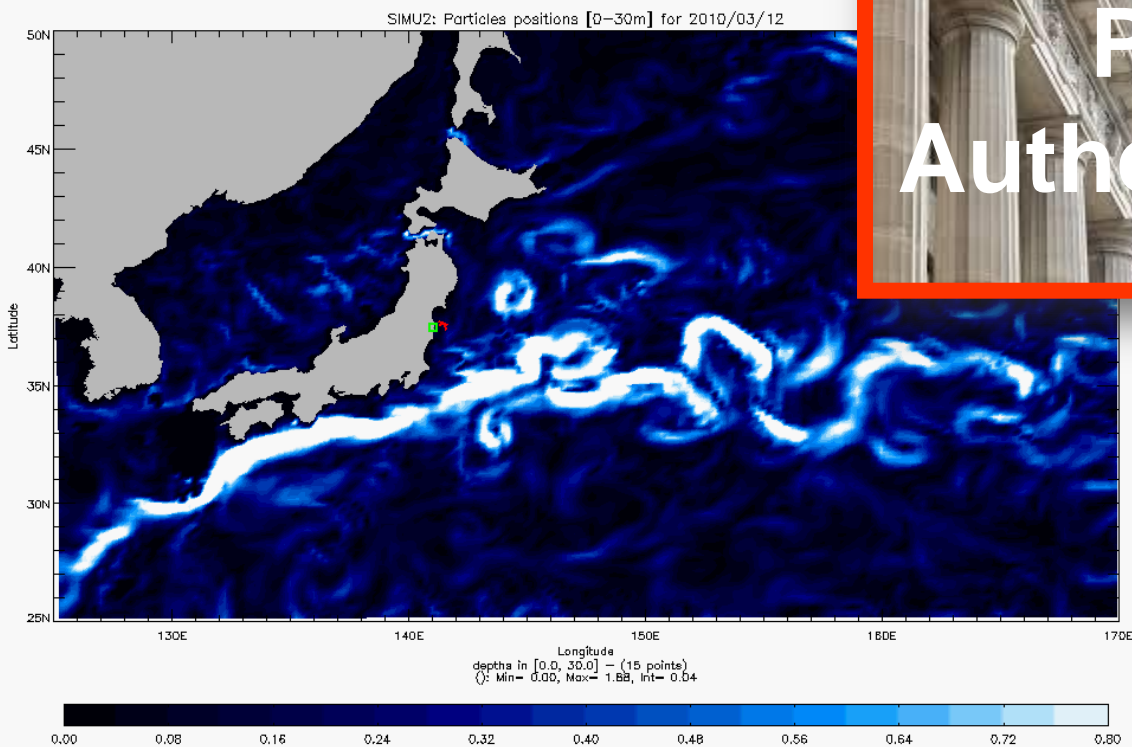 SIMU2: Particles positions [0-30m] for 2010/03/12
50N
45N
40N
35N
30N
25N
Latitude
130E
140E
150E
160E
170E
Longitude
depths in [0.0, 30.0] - (15 points)
(): Min= 0.00, Max= 1.88, Int= 0.04
0.00 0.08 0.16 0.24 0.32 0.40 0.48 0.56 0.64 0.72 0.80